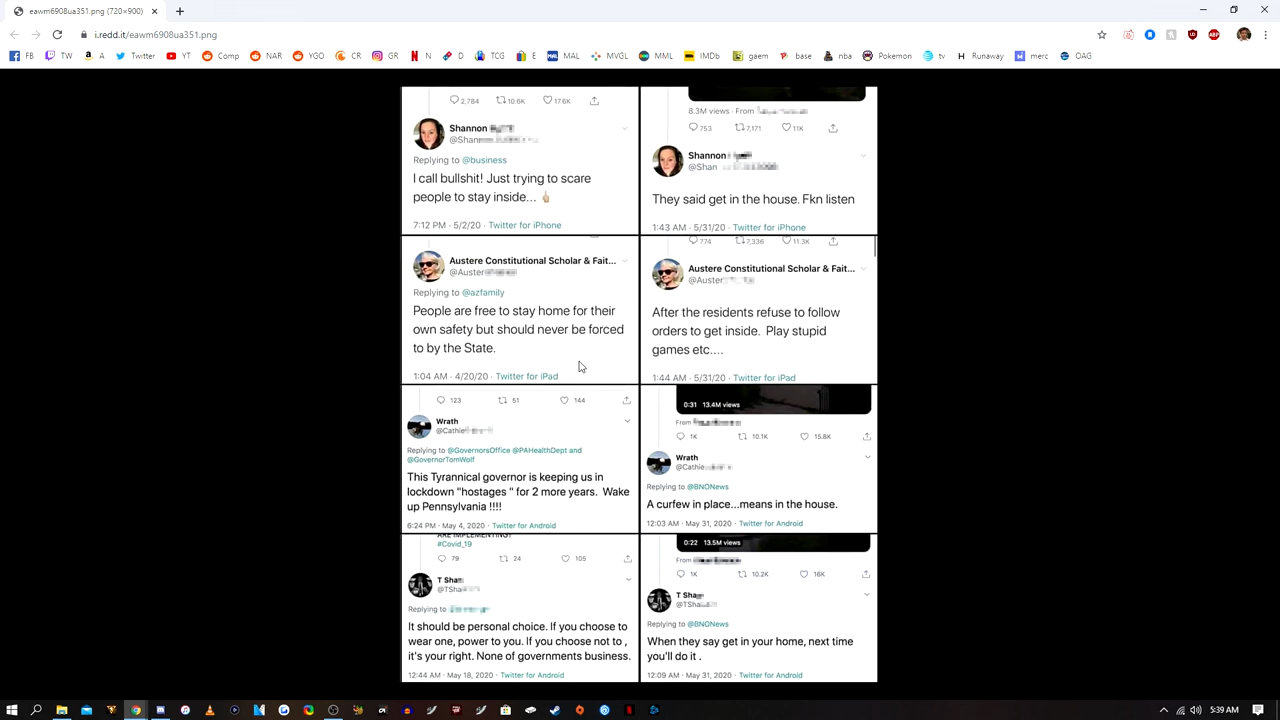 eawm6908ua351.png (720×900)
i.redd.it/eawm6908ua351.png
FB TW A Twitter YT Comp NAR YGO CR GR N D TCG E MAL MVGL MML IMDb gaem base nba Pokemon tv Runaway merc OAG
2,784 10.6K 17.6K
Shannon
@Shan
Replying to @business
I call bullshit! Just trying to scare
people to stay inside... ☝🏼
7:12 PM · 5/2/20 · Twitter for iPhone
8.3M views · From
753 7,171 11K
Shannon
@Shan
They said get in the house. Fkn listen
1:43 AM · 5/31/20 · Twitter for iPhone
Austere Constitutional Scholar & Fait...
@Auster
Replying to @azfamily
People are free to stay home for their
own safety but should never be forced
to by the State.
1:04 AM · 4/20/20 · Twitter for iPad
774 7,336 11.3K
Austere Constitutional Scholar & Fait...
@Auster
After the residents refuse to follow
orders to get inside. Play stupid
games etc....
1:44 AM · 5/31/20 · Twitter for iPad
123 51 144
Wrath
@Cathie
Replying to @GovernorsOffice @PAHealthDept and
@GovernorTomWolf
This Tyrannical governor is keeping us in
lockdown "hostages " for 2 more years. Wake
up Pennsylvania !!!!
6:24 PM · May 4, 2020 · Twitter for Android
0:31 13.4M views
From
1K 10.1K 15.8K
Wrath
@Cathie
Replying to @BNONews
A curfew in place...means in the house.
12:03 AM · May 31, 2020 · Twitter for Android
ARE IMPLEMENTING!
#Covid_19
79 24 105
T Sha
@TSha
Replying to
It should be personal choice. If you choose to
wear one, power to you. If you choose not to ,
it's your right. None of governments business.
12:44 AM · May 18, 2020 · Twitter for Android
0:22 13.5M views
From
1K 10.2K 16K
T Sha
@TSha
Replying to @BNONews
When they say get in your home, next time
you'll do it .
12:09 AM · May 31, 2020 · Twitter for Android
5:39 AM